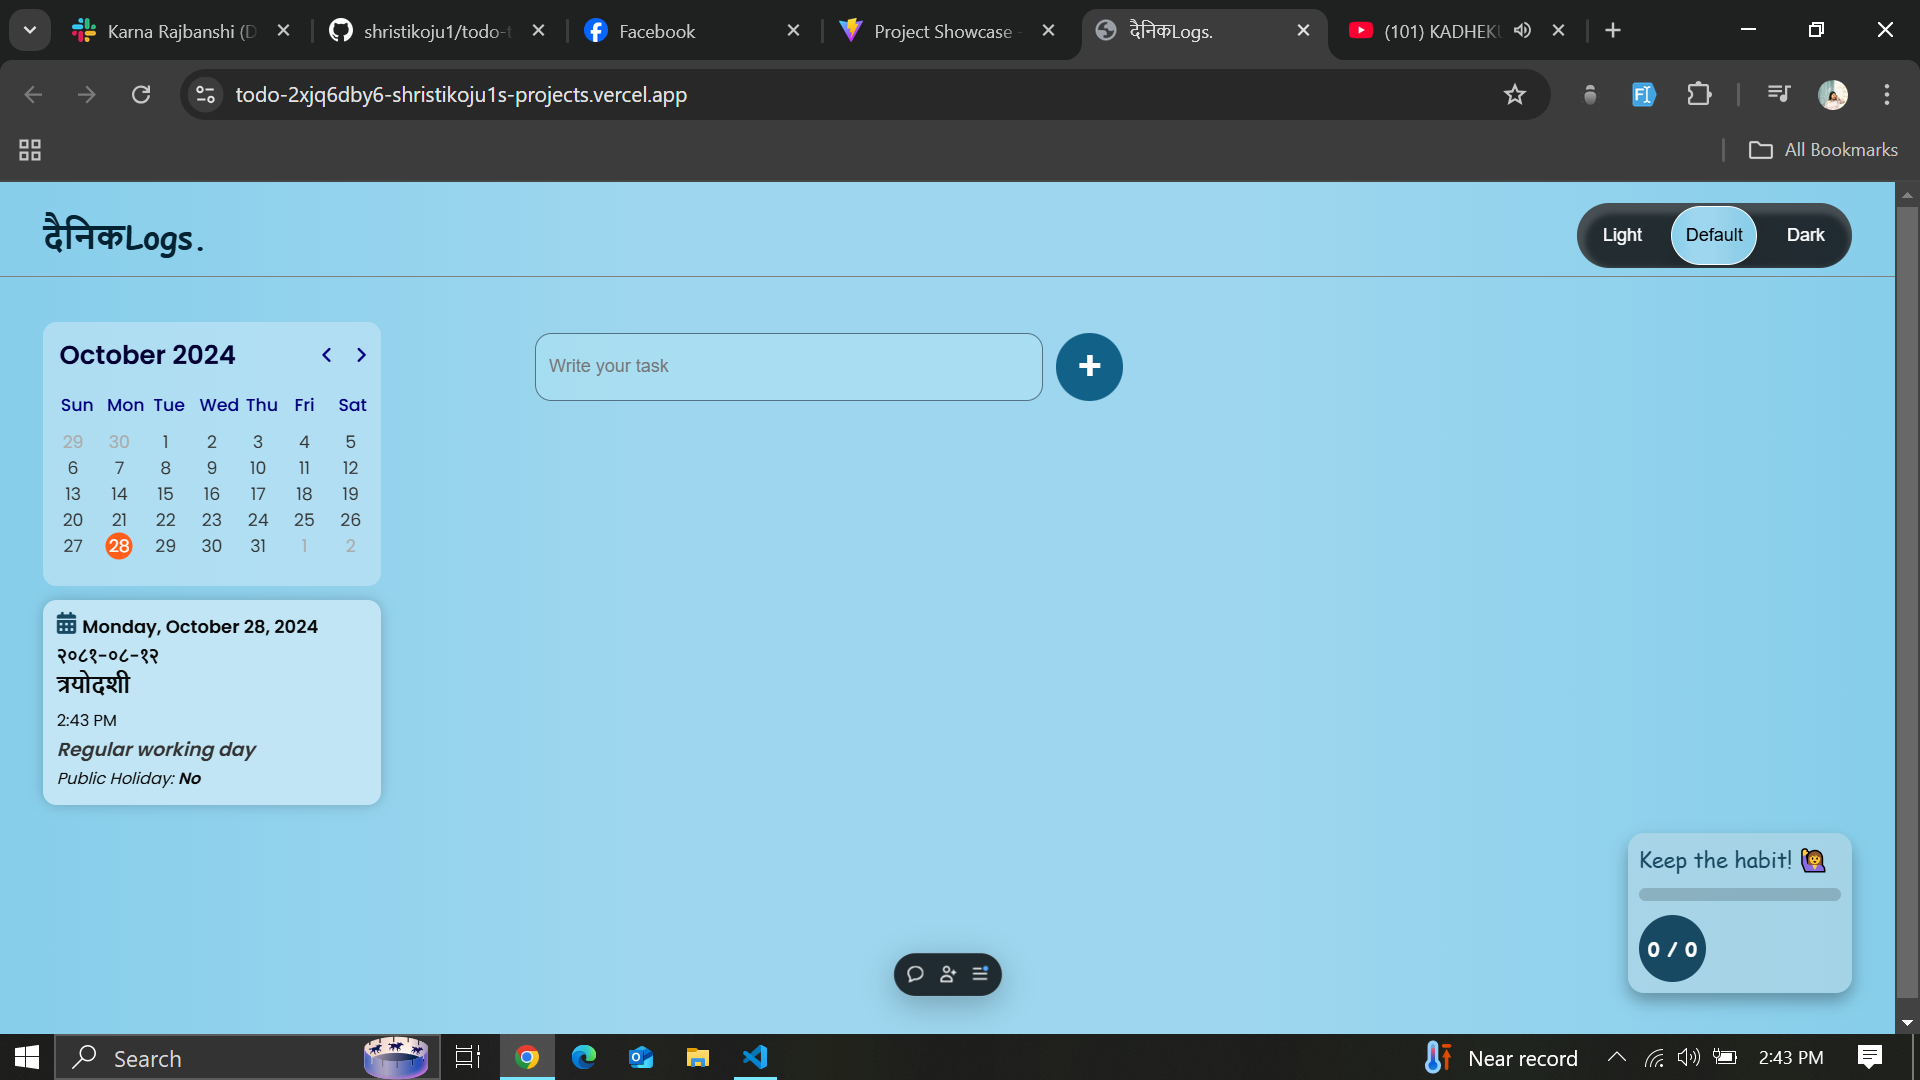 Karna Rajbanshi (D
shristikoju1/todo-t
Facebook
Project Showcase -
दैनिकLogs.
(101) KADHEKU
todo-2xjq6dby6-shristikoju1s-projects.vercel.app
All Bookmarks
दैनिकLogs.
Light Default Dark
October 2024
Sun Mon Tue Wed Thu Fri Sat
29 30 1 2 3 4 5
6 7 8 9 10 11 12
13 14 15 16 17 18 19
20 21 22 23 24 25 26
27 28 29 30 31 1 2
Write your task
+
Monday, October 28, 2024
२०८१-०८-१२
त्रयोदशी
2:43 PM
Regular working day
Public Holiday: No
Keep the habit! 🙋‍♀️
0 / 0
Search
Near record
2:43 PM